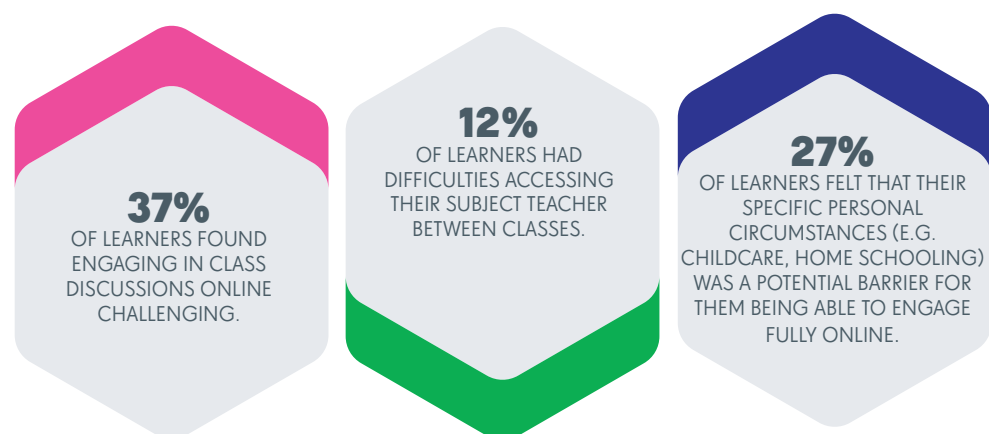 37%
OF LEARNERS FOUND
ENGAGING IN CLASS
DISCUSSIONS ONLINE
CHALLENGING.
12%
OF LEARNERS HAD
DIFFICULTIES ACCESSING
THEIR SUBJECT TEACHER
BETWEEN CLASSES.
27%
OF LEARNERS FELT THAT THEIR
SPECIFIC PERSONAL
CIRCUMSTANCES (E.G.
CHILDCARE, HOME SCHOOLING)
WAS A POTENTIAL BARRIER FOR
THEM BEING ABLE TO ENGAGE
FULLY ONLINE.